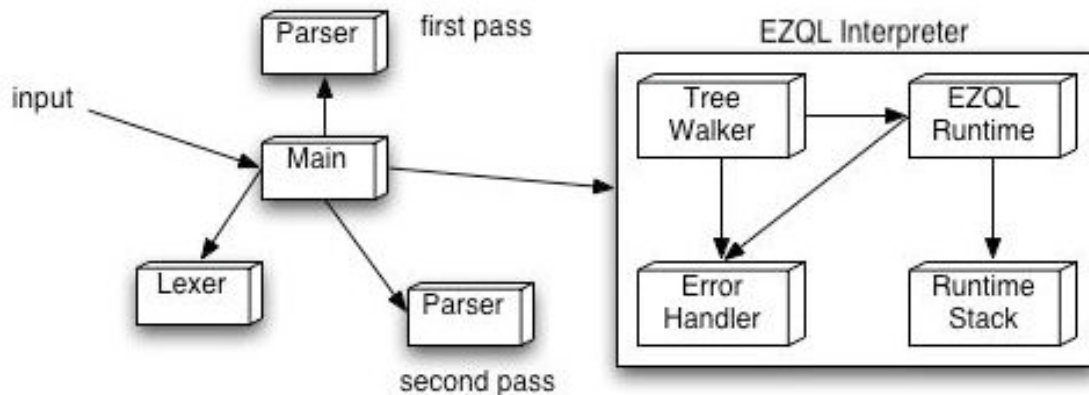 Parser
first pass
EZQL Interpreter
input
Main
Tree
Walker
EZQL
Runtime
Lexer
Parser
second pass
Error
Handler
Runtime
Stack